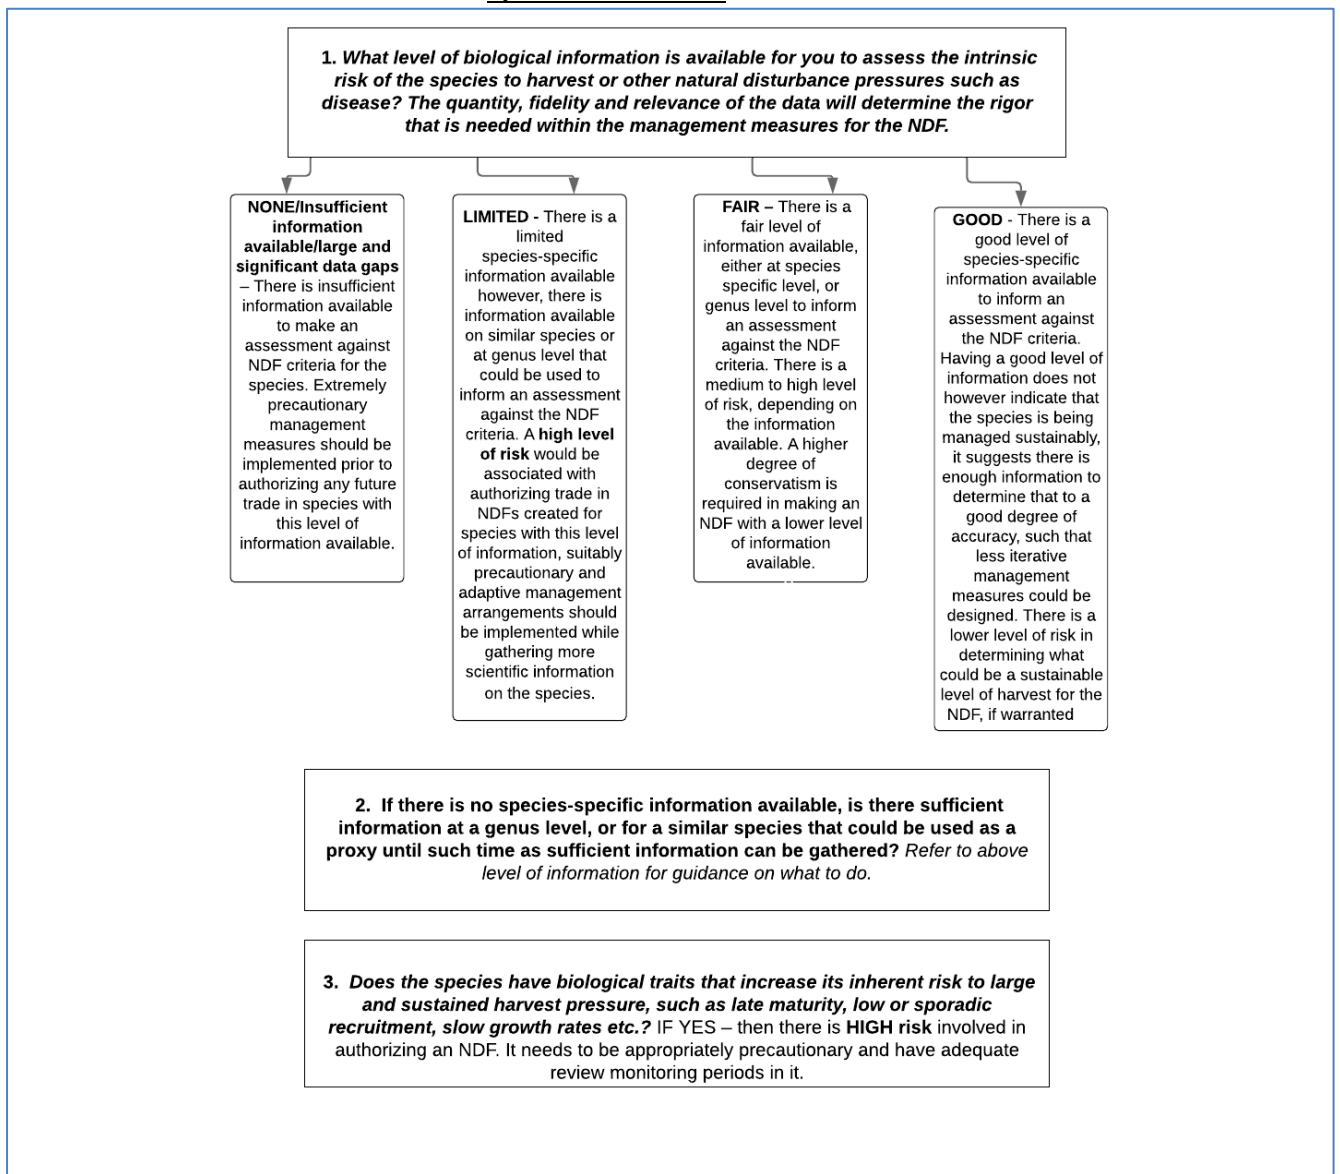 1. What level of biological information is available for you to assess the intrinsic
risk of the species to harvest or other natural disturbance pressures such as
disease? The quantity, fidelity and relevance of the data will determine the rigor
that is needed within the management measures for the NDF.
NONE/Insufficient
information
available/large and
significant data gaps
– There is insufficient
information available
to make an
assessment against
NDF criteria for the
species. Extremely
precautionary
management
measures should be
implemented prior to
authorizing any future
trade in species with
this level of
information available.
LIMITED - There is a
limited
species-specific
information available
however, there is
information available
on similar species or
at genus level that
could be used to
inform an assessment
against the NDF
criteria. A high level
of risk would be
associated with
authorizing trade in
NDFs created for
species with this level
of information, suitably
precautionary and
adaptive management
arrangements should
be implemented while
gathering more
scientific information
on the species.
FAIR – There is a
fair level of
information available,
either at species
specific level, or
genus level to inform
an assessment
against the NDF
criteria. There is a
medium to high level
of risk, depending on
the information
available. A higher
degree of
conservatism is
required in making an
NDF with a lower level
of information
available.
GOOD - There is a
good level of
species-specific
information available
to inform an
assessment against
the NDF criteria.
Having a good level of
information does not
however indicate that
the species is being
managed sustainably,
it suggests there is
enough information to
determine that to a
good degree of
accuracy, such that
less iterative
management
measures could be
designed. There is a
lower level of risk in
determining what
could be a sustainable
level of harvest for the
NDF, if warranted
2. If there is no species-specific information available, is there sufficient
information at a genus level, or for a similar species that could be used as a
proxy until such time as sufficient information can be gathered? Refer to above
level of information for guidance on what to do.
3. Does the species have biological traits that increase its inherent risk to large
and sustained harvest pressure, such as late maturity, low or sporadic
recruitment, slow growth rates etc.? IF YES – then there is HIGH risk involved in
authorizing an NDF. It needs to be appropriately precautionary and have adequate
review monitoring periods in it.